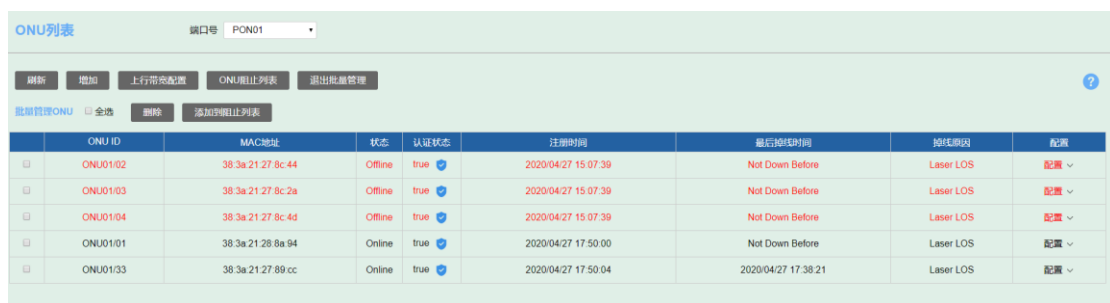 ONU列表 端口号 PON01
刷新 增加 上行带宽配置 ONU阻止列表 退出批量管理 ?
批量管理ONU 全选 删除 添加到阻止列表
ONU ID MAC地址 状态 认证状态 注册时间 最后掉线时间 掉线原因 配置
ONU01/02 38:3a:21:27:8c:44 Offline true 2020/04/27 15:07:39 Not Down Before Laser LOS 配置
ONU01/03 38:3a:21:27:8c:2a Offline true 2020/04/27 15:07:39 Not Down Before Laser LOS 配置
ONU01/04 38:3a:21:27:8c:4d Offline true 2020/04/27 15:07:39 Not Down Before Laser LOS 配置
ONU01/01 38:3a:21:28:8a:94 Online true 2020/04/27 17:50:00 Not Down Before Laser LOS 配置
ONU01/33 38:3a:21:27:89:cc Online true 2020/04/27 17:50:04 2020/04/27 17:38:21 Laser LOS 配置